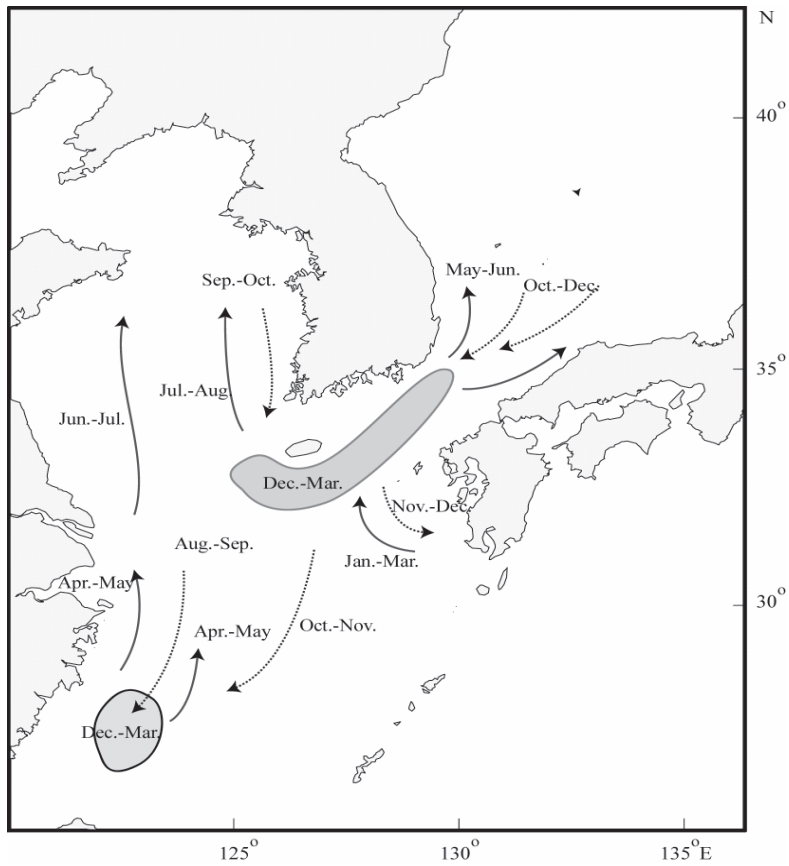 N
40°
May-Jun.
Sep.-Oct.
Oct.-Dec.
35°
Jul.-Aug.
Jun.-Jul.
Dec.-Mar.
Nov.-Dec.
Aug.-Sep.
Jan.-Mar.
Apr.-May
30°
Oct.-Nov.
Apr.-May
Dec.-Mar.
125°
130°
135°E